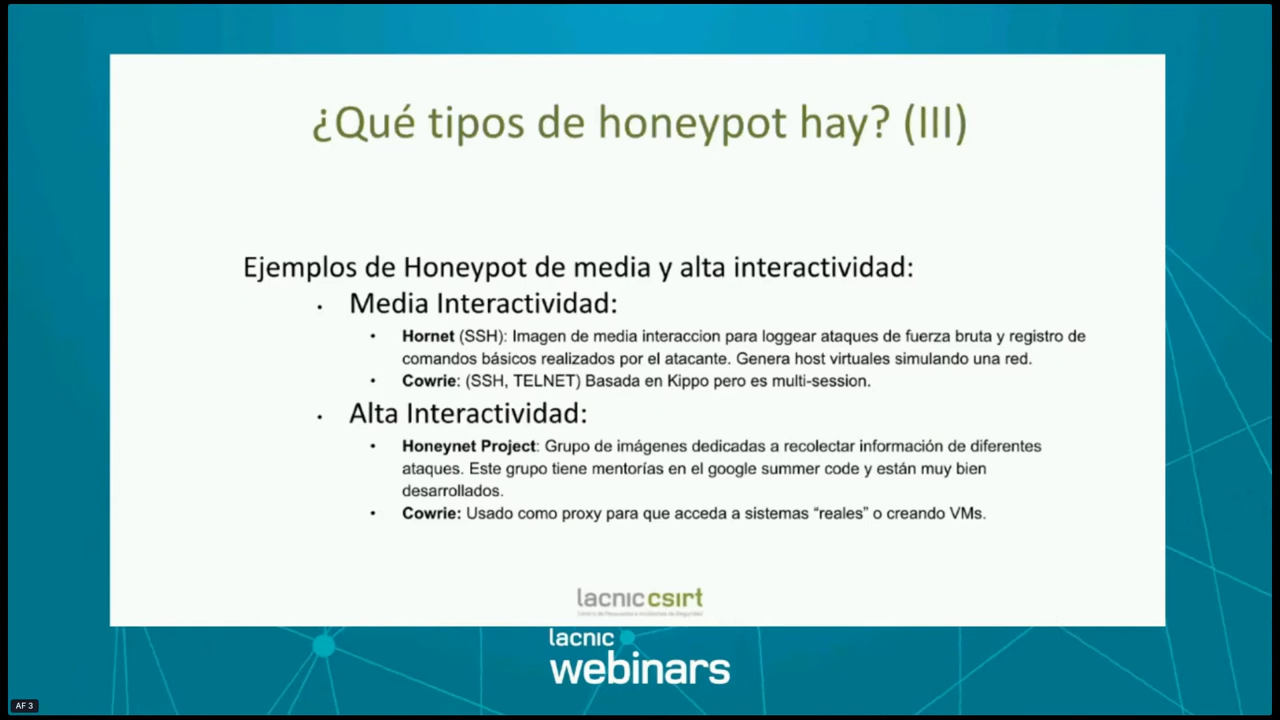 ¿Qué tipos de honeypot hay? (III)
Ejemplos de Honeypot de media y alta interactividad:
• Media Interactividad:
• Hornet (SSH): Imagen de media interaccion para loggear ataques de fuerza bruta y registro de
comandos básicos realizados por el atacante. Genera host virtuales simulando una red.
• Cowrie: (SSH, TELNET) Basada en Kippo pero es multi-session.
• Alta Interactividad:
• Honeynet Project: Grupo de imágenes dedicadas a recolectar información de diferentes
ataques. Este grupo tiene mentorías en el google summer code y están muy bien
desarrollados.
• Cowrie: Usado como proxy para que acceda a sistemas “reales” o creando VMs.
lacnic csirt
lacnic
webinars
AF 3